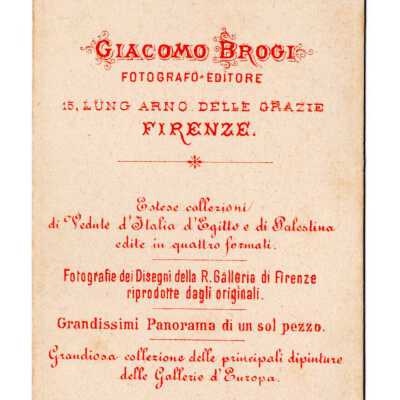 GIACOMO BROGI
FOTOGRAFO-EDITORE
15, LUNG ARNO DELLE GRAZIE
FIRENZE.
Estese collezioni
di Vedute d'Italia d'Egitto e di Palestina
edite in quattro formati.
Fotografie dei Disegni della R. Galleria di Firenze
riprodotte dagli originali.
Grandissimi Panorama di un sol pezzo.
Grandiosa collezione delle principali dipinture
delle Gallerie d'Europa.